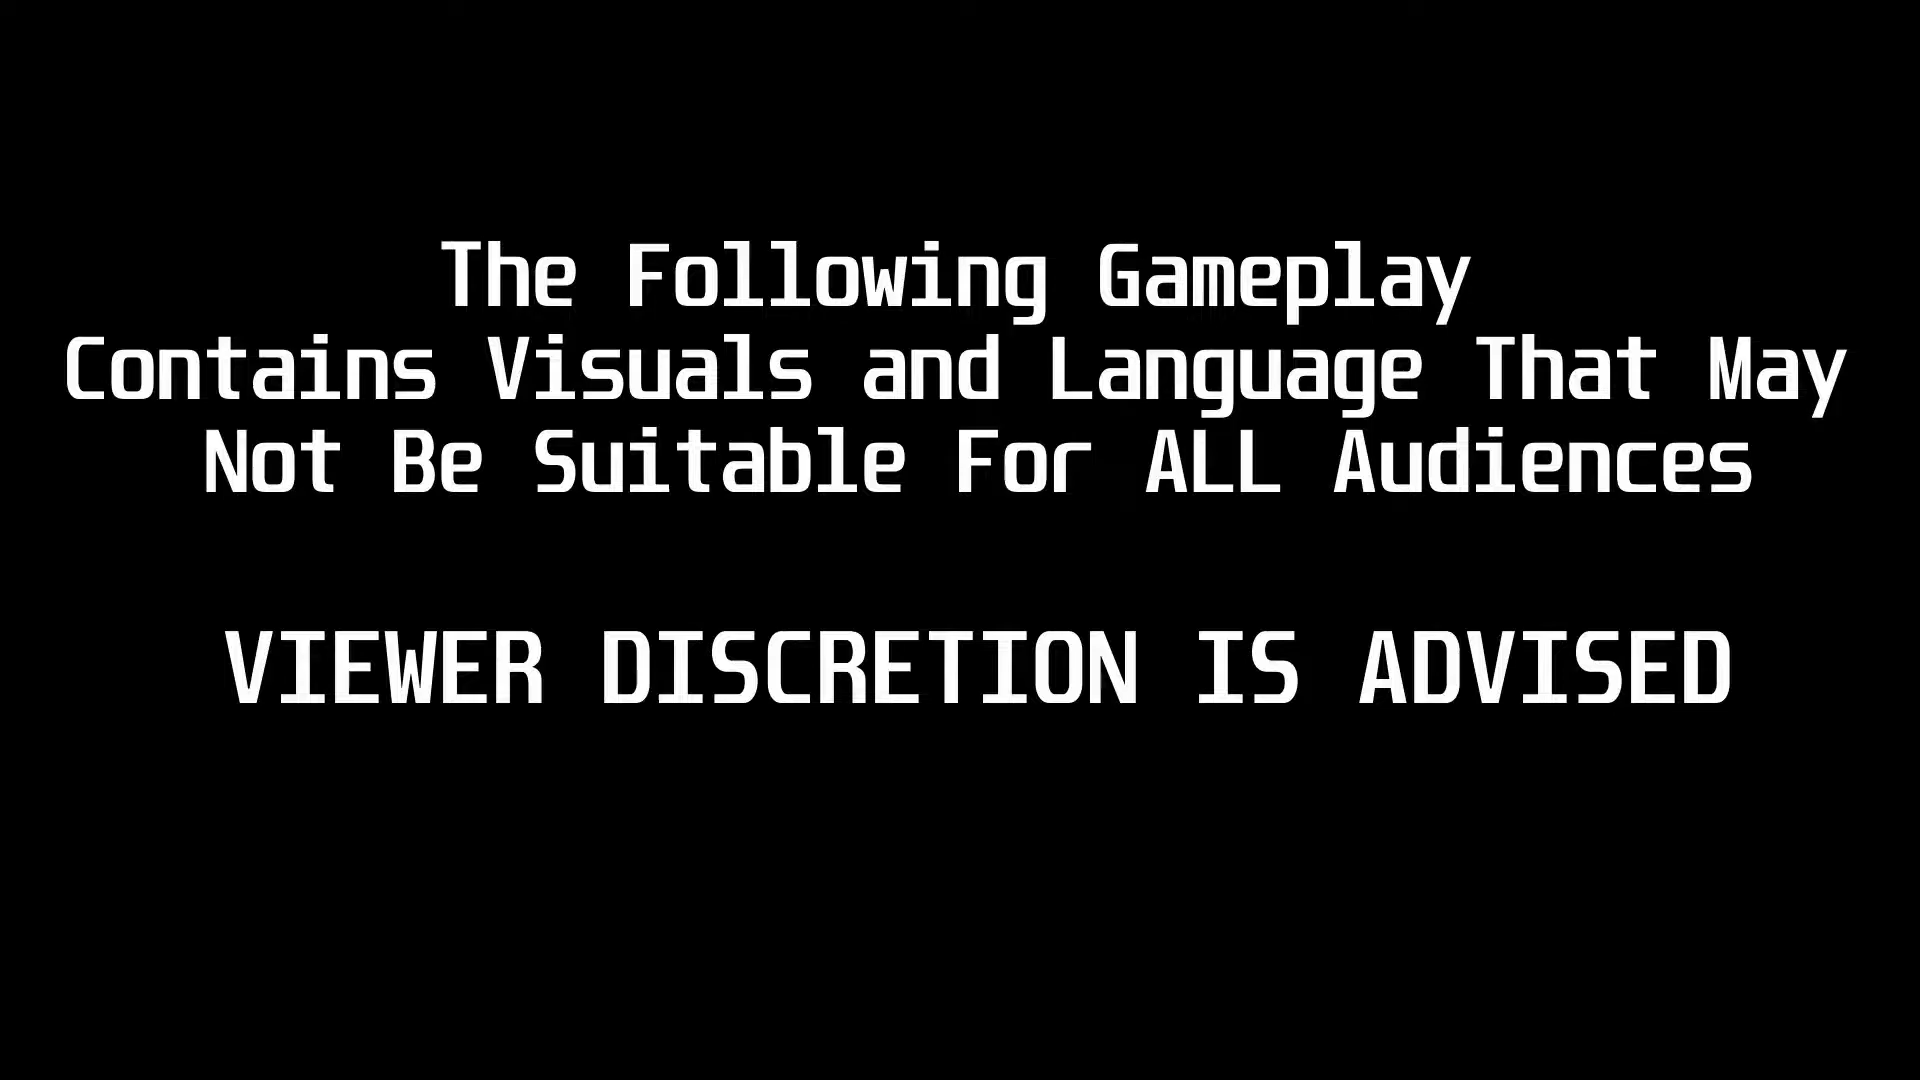 The Following Gameplay
Contains Visuals and Language That May
Not Be Suitable For ALL Audiences
VIEWER DISCRETION IS ADVISED